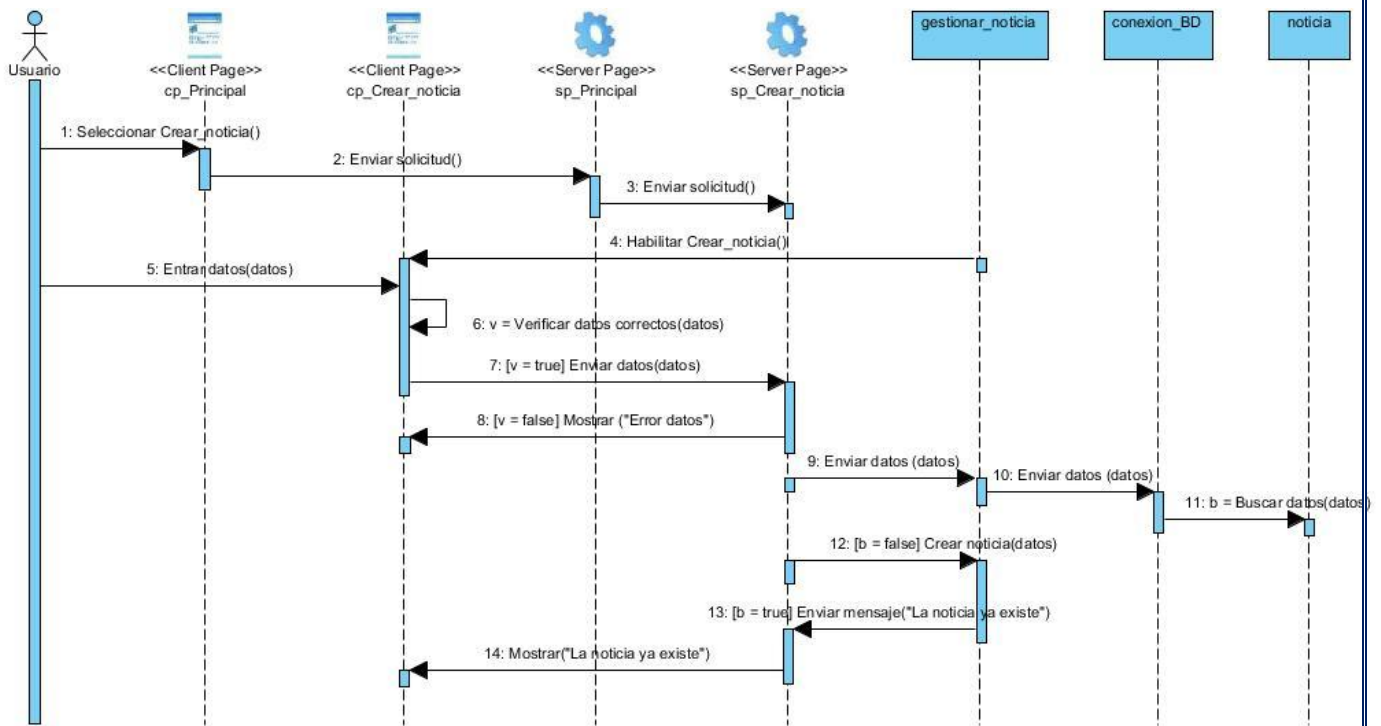 gestionar_noticia
conexion_BD
noticia
Usuario
<<Client Page>>
cp_Principal
<<Client Page>>
cp_Crear_noticia
<<Server Page>>
sp_Principal
<<Server Page>>
sp_Crear_noticia
1: Seleccionar Crear_noticia()
2: Enviar solicitud()
3: Enviar solicitud()
4: Habilitar Crear_noticia()
5: Entrar datos(datos)
6: v = Verificar datos correctos(datos)
7: [v = true] Enviar datos(datos)
8: [v = false] Mostrar ("Error datos")
9: Enviar datos (datos)
10: Enviar datos (datos)
11: b = Buscar datos(datos)
12: [b = false] Crear noticia(datos)
13: [b = true] Enviar mensaje("La noticia ya existe")
14: Mostrar("La noticia ya existe")